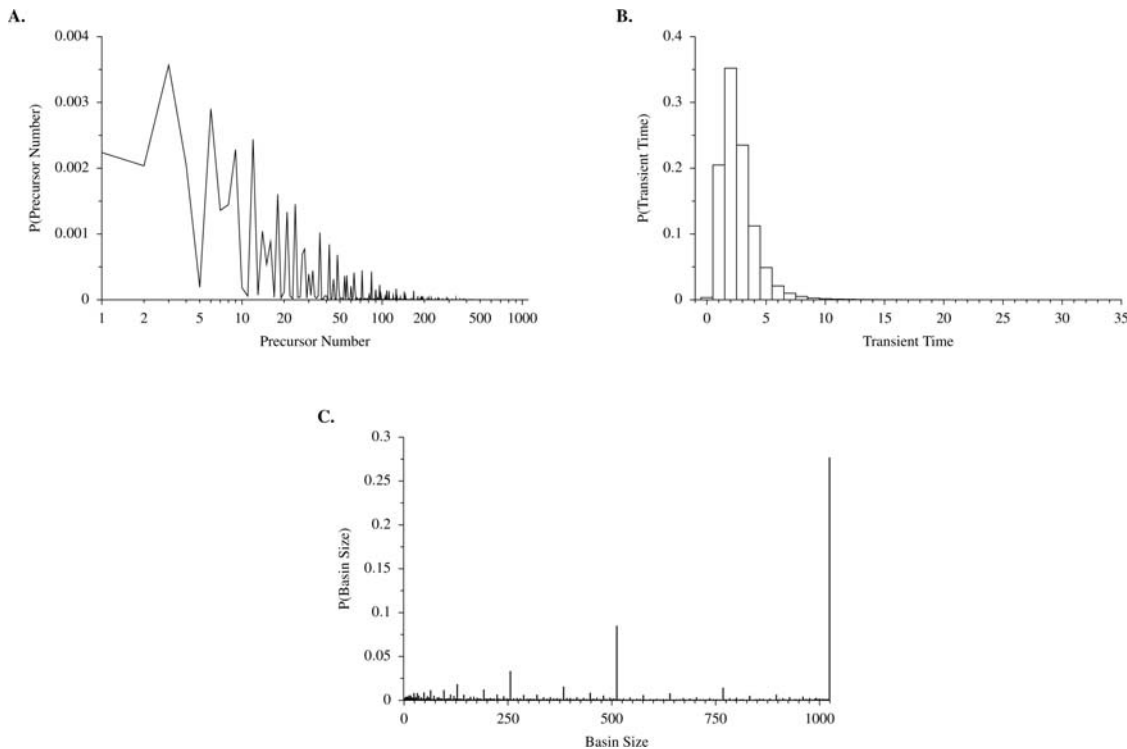 A.
0.004
0.003
0.002
0.001
0
P(Precursor Number)
1 2 5 10 20 50 100 200 500 1000
Precursor Number
B.
0.4
0.3
0.2
0.1
0
P(Transient Time)
0 5 10 15 20 25 30 35
Transient Time
C.
0.3
0.25
0.2
0.15
0.1
0.05
0
P(Basin Size)
0 250 500 750 1000
Basin Size